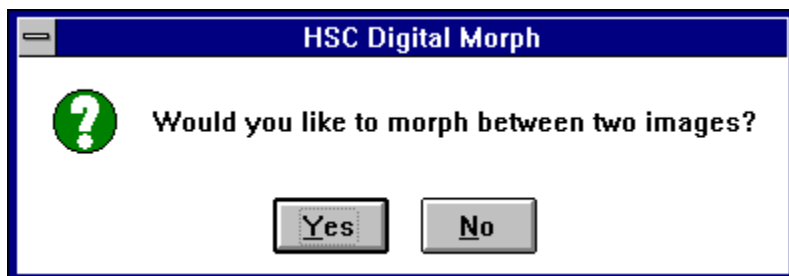 HSC Digital Morph
Would you like to morph between two images?
Yes No